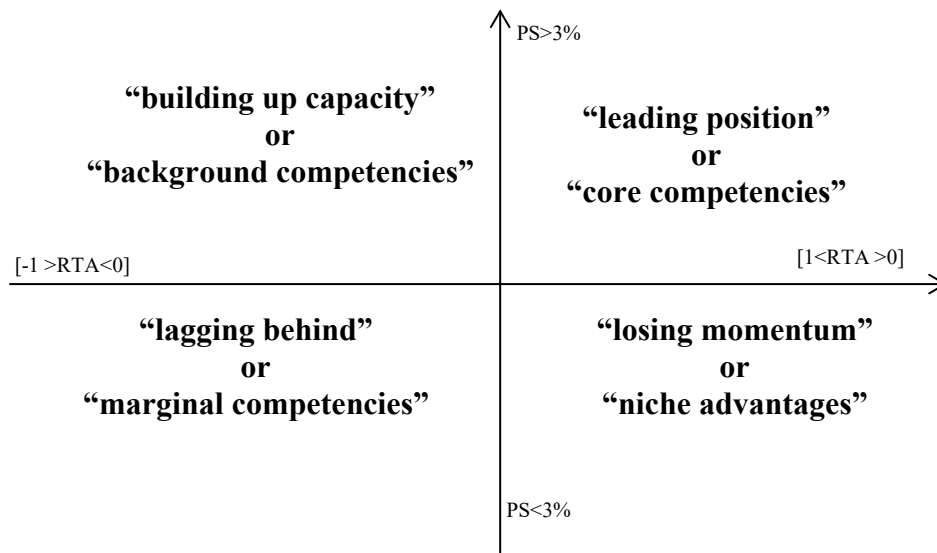 PS>3%
“building up capacity”
or
“background competencies”
“leading position”
or
“core competencies”
[-1 >RTA<0]
[1<RTA >0]
“lagging behind”
or
“marginal competencies”
“losing momentum”
or
“niche advantages”
PS<3%